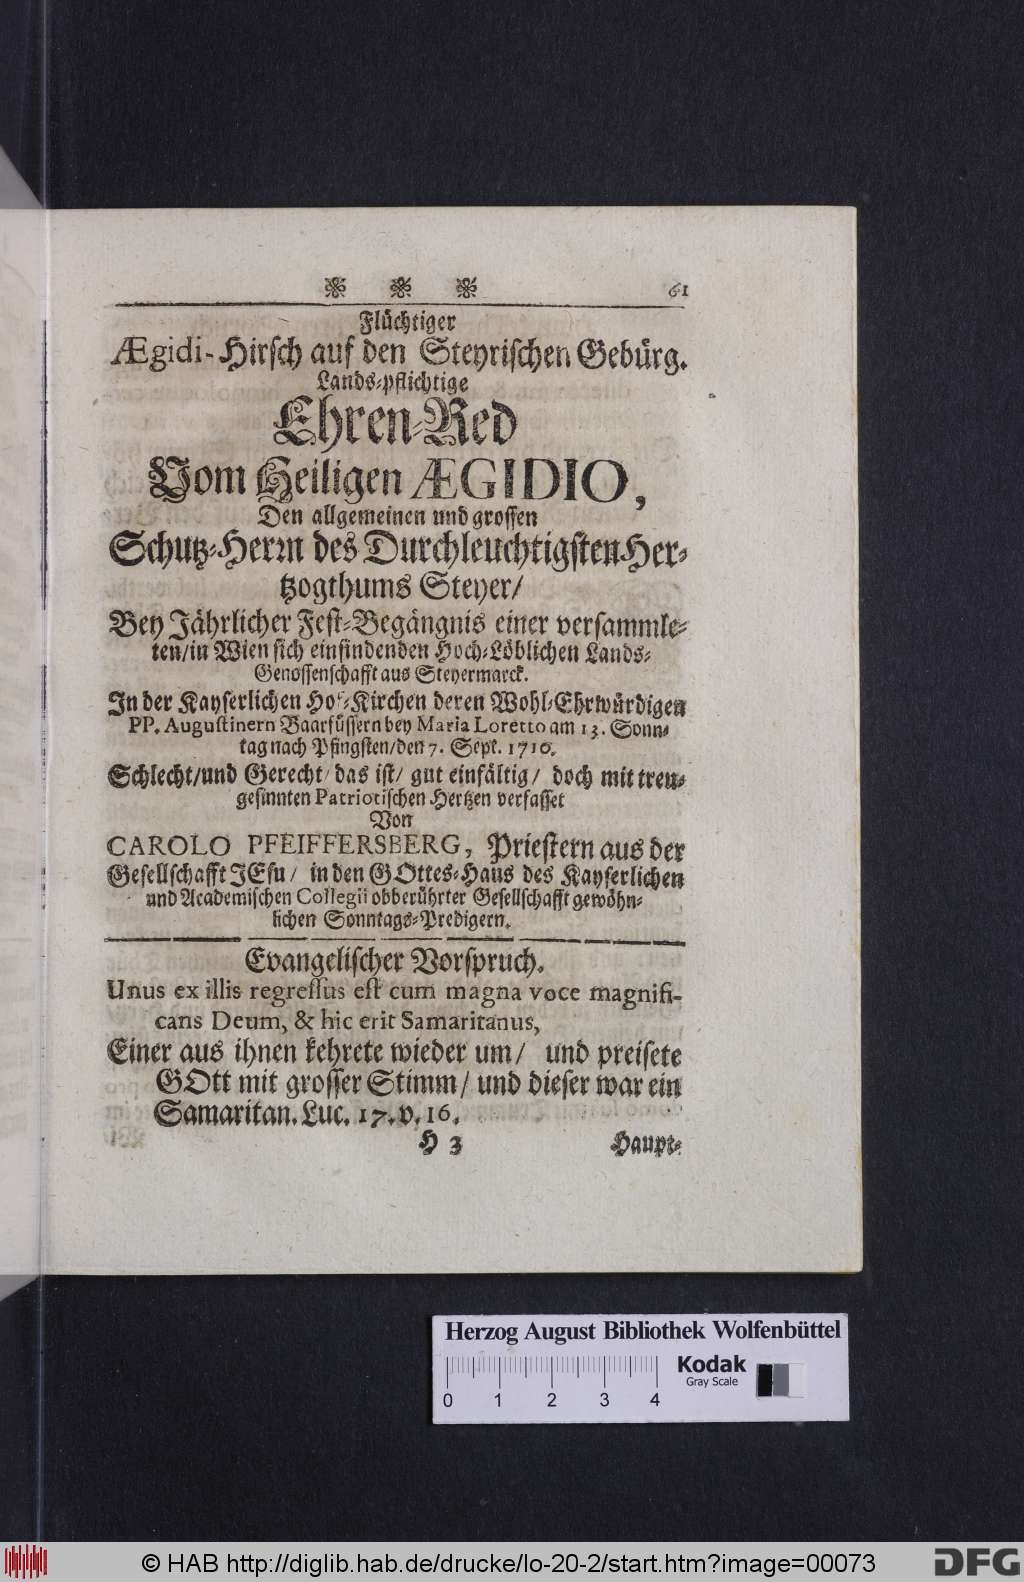 61
Flüchtiger
Ægidi-Hirsch auf den Steyrischen Gebürg.
Lands-pflichtige
Ehren-Red
Vom Heiligen ÆGIDIO,
Den allgemeinen und grossen
Schutz-Herrn des Durchleuchtigsten Her-
tzogthums Steyer/
Bey Jährlicher Fest-Begängnis einer versammle-
ten/in Wien sich einfindenden Hoch-Löblichen Lands-
Genossenschafft aus Steyermarck.
In der Kayserlichen Hof-Kirchen deren Wohl-Ehrwürdigen
PP. Augustinern Baarfüssern bey Maria Loretto am 13. Sonn-
tag nach Pfingsten/den 7. Sept. 1710.
Schlecht/und Gerecht/ das ist/ gut einfältig/ doch mit treu-
gesinnten Patriotischen Hertzen verfasset
Von
CAROLO PFEIFFERSBERG, Priestern aus der
Gesellschafft JEsu/ in den GOttes-Haus des Kayserlichen
und Academischen Collegii obberührter Gesellschafft gewöhn-
lichen Sonntags-Predigern.
Evangelischer Vorspruch.
Unus ex illis regressus est cum magna voce magnifi-
cans Deum, & hic erit Samaritanus,
Einer aus ihnen kehrete wieder um/ und preisete
GOtt mit grosser Stimm/ und dieser war ein
Samaritan. Luc. 17. v. 16.
H 3 Haupt-
Herzog August Bibliothek Wolfenbüttel
Kodak
Gray Scale
0 1 2 3 4
© HAB http://diglib.hab.de/drucke/lo-20-2/start.htm?image=00073
DFG